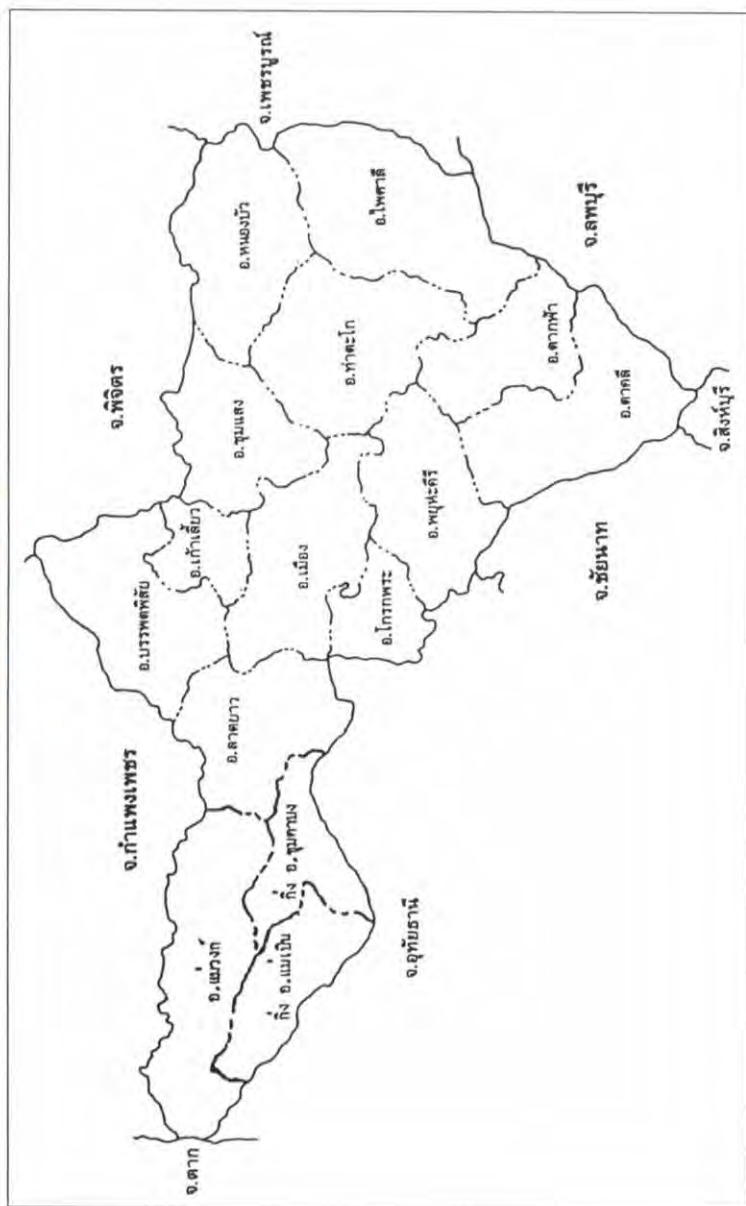 จ.เพชรบูรณ์
จ.พิจิตร
จ.กำแพงเพชร
จ.ตาก
จ.ลพบุรี
จ.สิงห์บุรี
จ.ชัยนาท
จ.อุทัยธานี
อ.หนองบัว
อ.ไพศาลี
อ.ชุมแสง
อ.ท่าตะโก
อ.ตากฟ้า
อ.ตาคลี
อ.บรรพตพิสัย
อ.เก้าเลี้ยว
อ.เมือง
อ.พยุหะคีรี
อ.โกรกพระ
อ.ลาดยาว
อ.แม่วงก์
กิ่ง อ.ชุมตาบง
กิ่ง อ.แม่เปิน